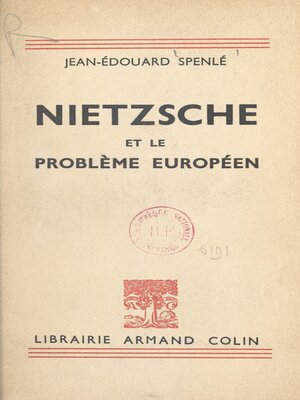 R
JEAN-ÉDOUARD SPENLÉ
NIETZSCHE
ET LE
PROBLÈME EUROPÉEN
6191
LIBRAIRIE ARMAND COLIN